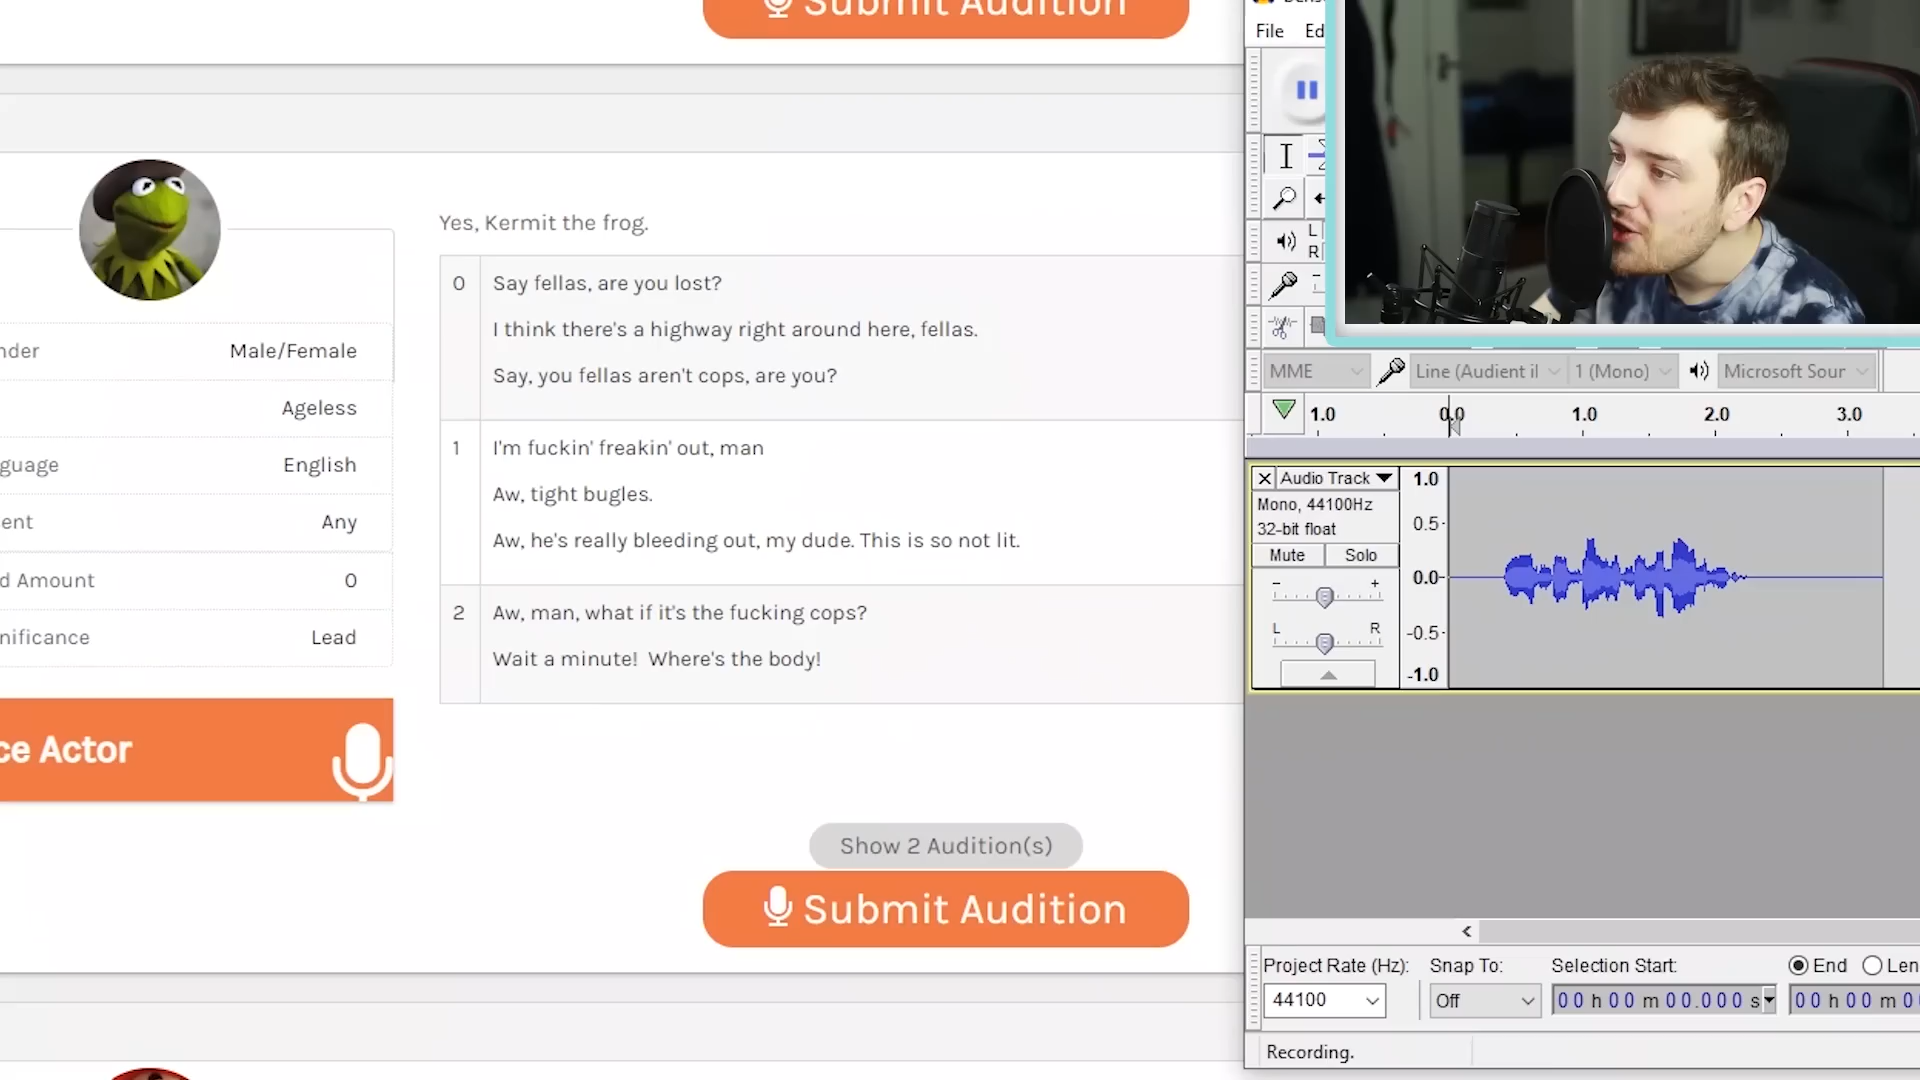 Submit Audition
File
Yes, Kermit the frog.
0
Say fellas, are you lost?
I think there's a highway right around here, fellas.
Say, you fellas aren't cops, are you?
nder
Male/Female
Ageless
1
I'm fuckin' freakin' out, man
Aw, tight bugles.
Aw, he's really bleeding out, my dude. This is so not lit.
guage
English
ent
Any
d Amount
0
nificance
Lead
2
Aw, man, what if it's the fucking cops?
Wait a minute!  Where's the body!
ce Actor
Show 2 Audition(s)
Submit Audition
Ed
L
R
MME
Line (Audient il
1 (Mono)
Microsoft Sour
1.0
0.0
1.0
2.0
3.0
Audio Track
Mono, 44100Hz
32-bit float
Mute
Solo
- +
L R
1.0
0.5-
0.0-
-0.5-
-1.0
Project Rate (Hz):
Snap To:
Selection Start:
End
Len
44100
Off
00 h 00 m 00.000 s
00 h 00 m 0
Recording.